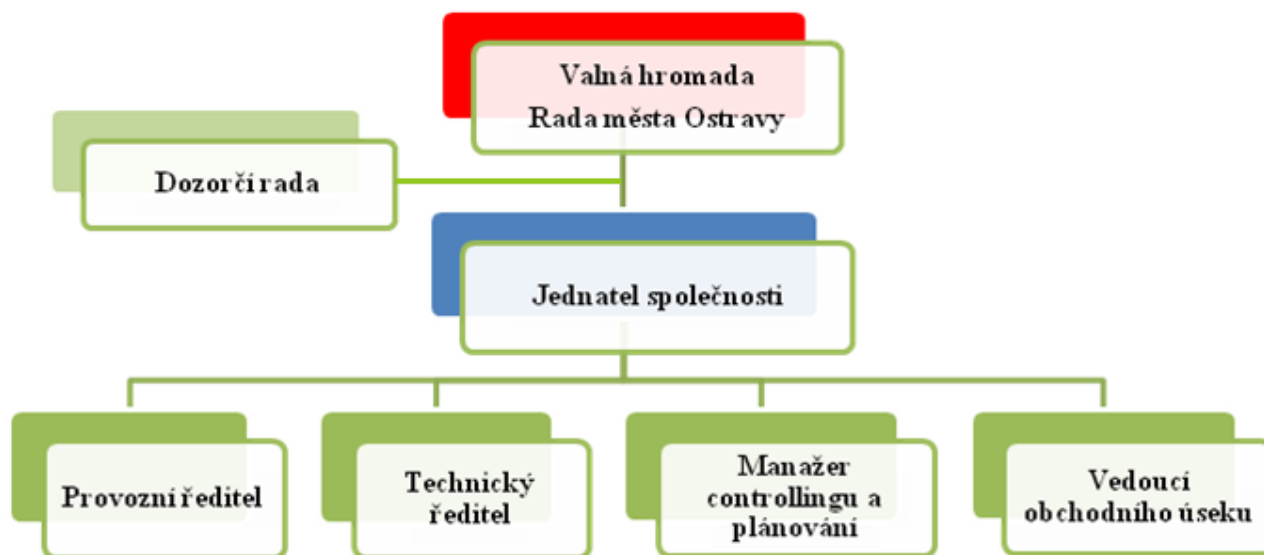 Valná hromada
Rada města Ostravy
Dozorčí rada
Jednatel společnosti
Provozní ředitel
Technický
ředitel
Manažer
controllingu a
plánování
Vedoucí
obchodního úseku